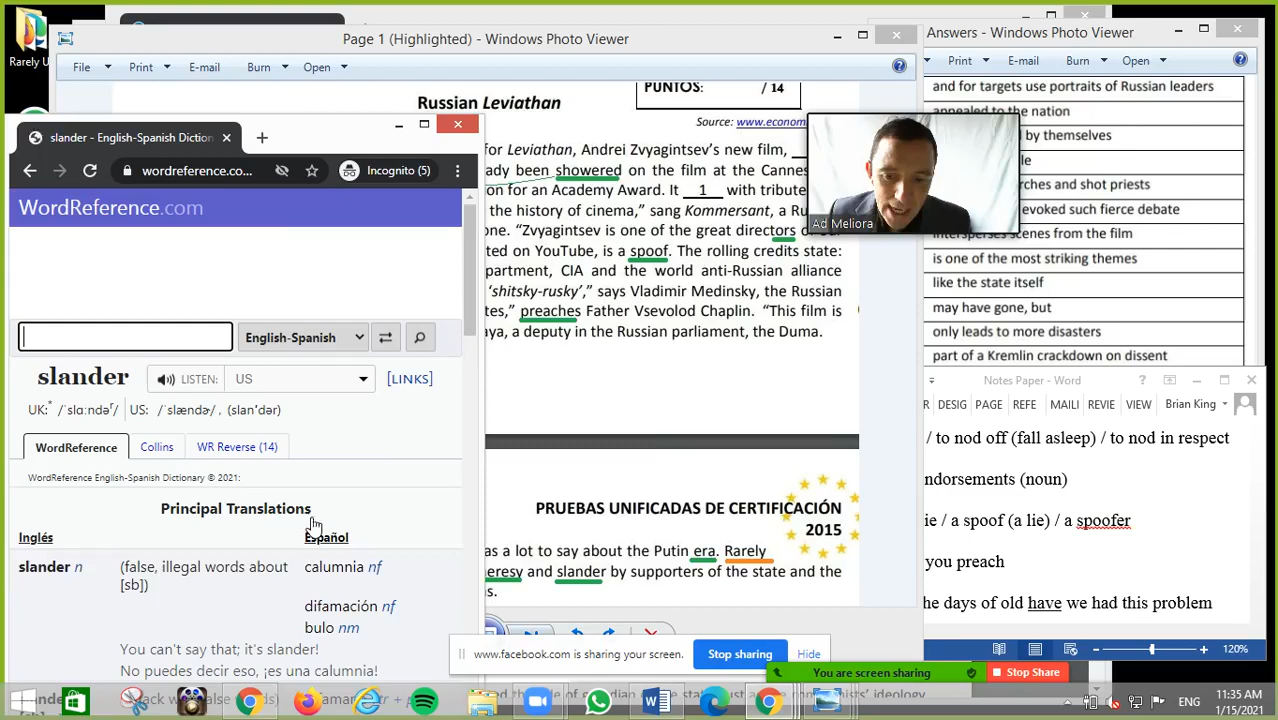 Rarely U
Page 1 (Highlighted) - Windows Photo Viewer
File Print E-mail Burn Open
PUNTOS: / 14
Russian Leviathan
for Leviathan, Andrei Zvyagintsev's new film,
ady been showered on the film at the Cannes
on for an Academy Award. It 1 with tribute
the history of cinema," sang Kommersant, a Ru
one. "Zvyagintsev is one of the great directors of our
ted on YouTube, is a spoof. The rolling credits state:
partment, CIA and the world anti-Russian alliance
'shitsky-rusky'," says Vladimir Medinsky, the Russian
tes," preaches Father Vsevolod Chaplin. "This film is
aya, a deputy in the Russian parliament, the Duma.
PRUEBAS UNIFICADAS DE CERTIFICACIÓN
2015
as a lot to say about the Putin era. Rarely
eresy and slander by supporters of the state and the
s.
slander - English-Spanish Diction
wordreference.co...
Incognito (5)
WordReference.com
English-Spanish
slander
LISTEN: US
[LINKS]
UK:* /ˈslɑːndər/ US: /ˈslændɚ/ , (slan′dər)
WordReference Collins WR Reverse (14)
WordReference English-Spanish Dictionary © 2021:
Principal Translations
Inglés Español
slander n (false, illegal words about calumnia nf
[sb])
difamación nf
bulo nm
You can't say that; it's slander!
No puedes decir eso, ¡es una calumnia!
Ad Meliora
Answers - Windows Photo Viewer
Print E-mail Burn Open
and for targets use portraits of Russian leaders
appealed to the nation
by themselves
rches and shot priests
evoked such fierce debate
intersperses scenes from the film
is one of the most striking themes
like the state itself
may have gone, but
only leads to more disasters
part of a Kremlin crackdown on dissent
Notes Paper - Word
DESIG PAGE REFE MAILI REVIE VIEW Brian King
/ to nod off (fall asleep) / to nod in respect
ndorsements (noun)
ie / a spoof (a lie) / a spoofer
you preach
he days of old have we had this problem
120%
www.facebook.com is sharing your screen.
Stop sharing
Hide
You are screen sharing
Stop Share
ENG
11:35 AM
1/15/2021